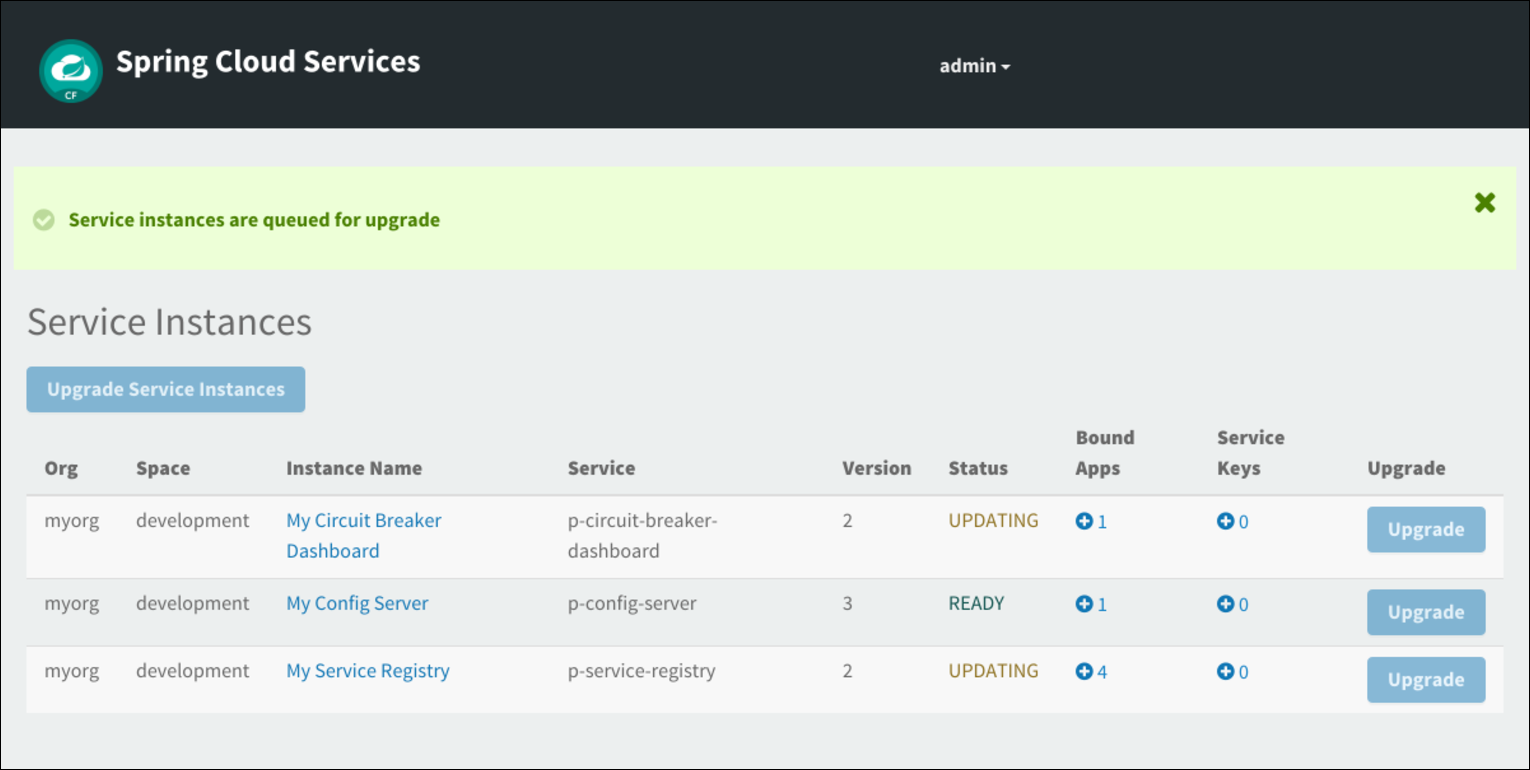 Spring Cloud Services
admin
CF
Service instances are queued for upgrade
Service Instances
Upgrade Service Instances
Org Space Instance Name Service Version Status Bound Apps Service Keys Upgrade
myorg development My Circuit Breaker Dashboard p-circuit-breaker-dashboard 2 UPDATING 1 0 Upgrade
myorg development My Config Server p-config-server 3 READY 1 0 Upgrade
myorg development My Service Registry p-service-registry 2 UPDATING 4 0 Upgrade